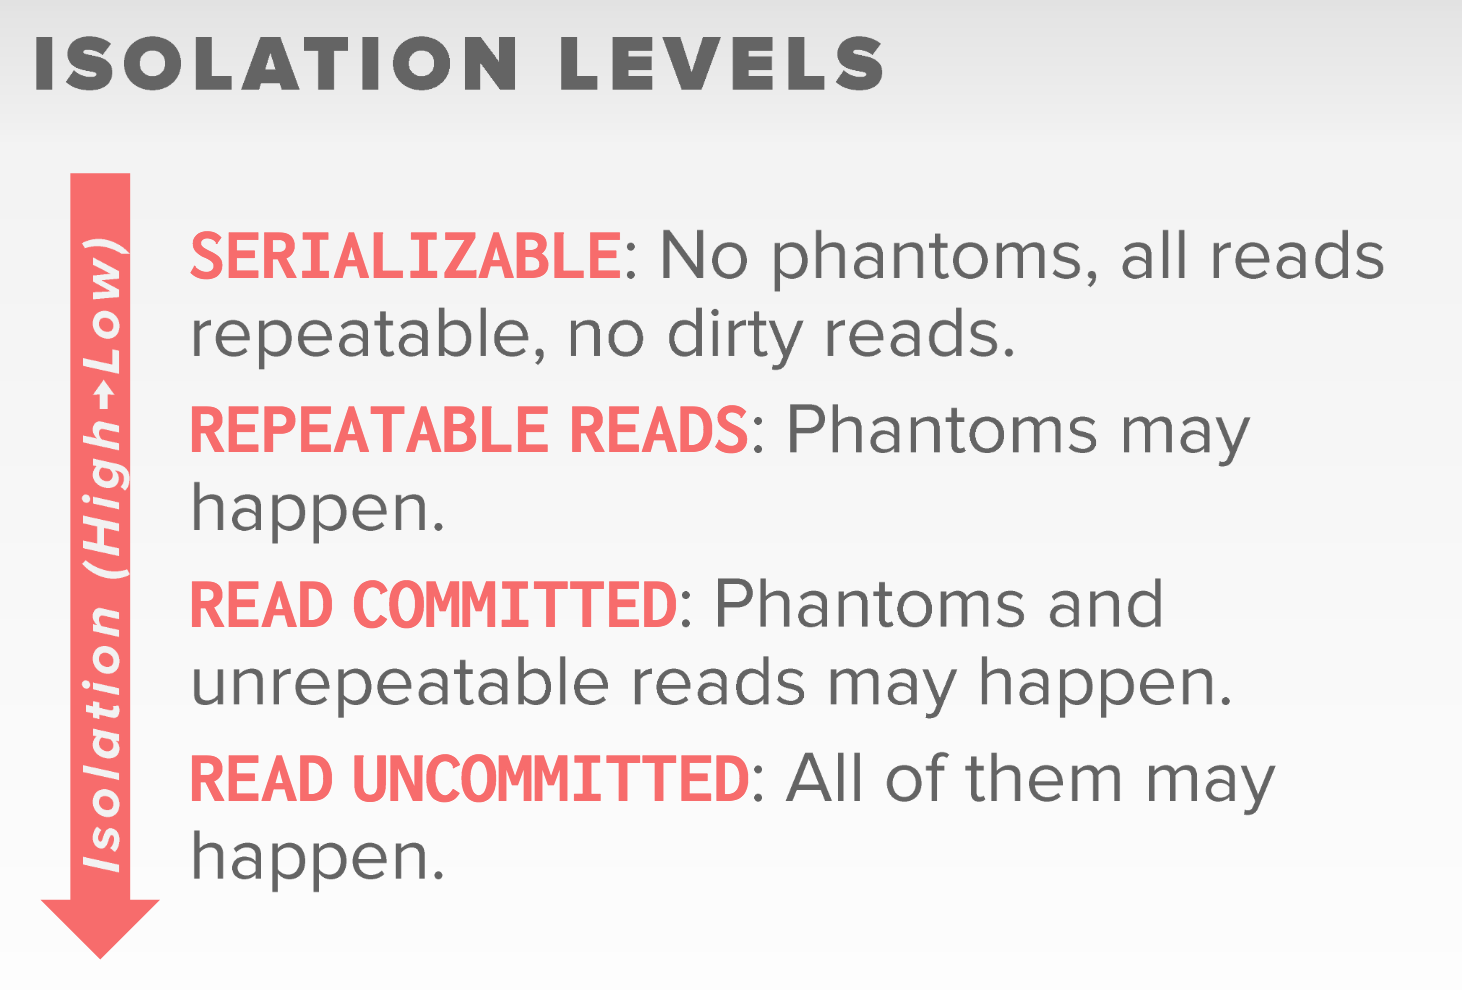 ISOLATION LEVELS
Isolation (High→Low)
SERIALIZABLE: No phantoms, all reads
repeatable, no dirty reads.
REPEATABLE READS: Phantoms may
happen.
READ COMMITTED: Phantoms and
unrepeatable reads may happen.
READ UNCOMMITTED: All of them may
happen.